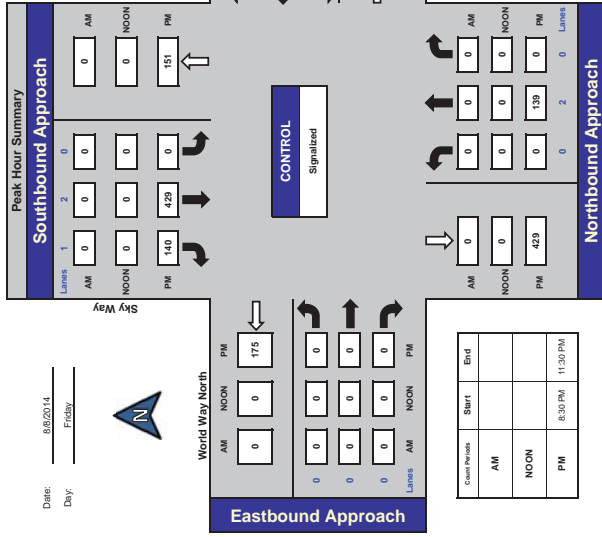 Peak Hour Summary
Southbound Approach
Date: 8/8/2014
Day: Friday
N
Sky Way
Lanes 1 2 0
AM 0 0 0 0 AM
NOON 0 0 0 0 NOON
PM 140 429 0 151 PM
World Way North
Eastbound Approach
AM NOON PM
0 0 175
0 0 0 0
0 0 0 0
0 0 0 0
Lanes AM NOON PM
CONTROL
Signalized
Count Periods Start End
AM
NOON
PM 8:30 PM 11:30 PM
AM 0 0 0 0 AM
NOON 0 0 0 0 NOON
PM 429 0 139 0 PM
0 2 0 Lanes
Northbound Approach